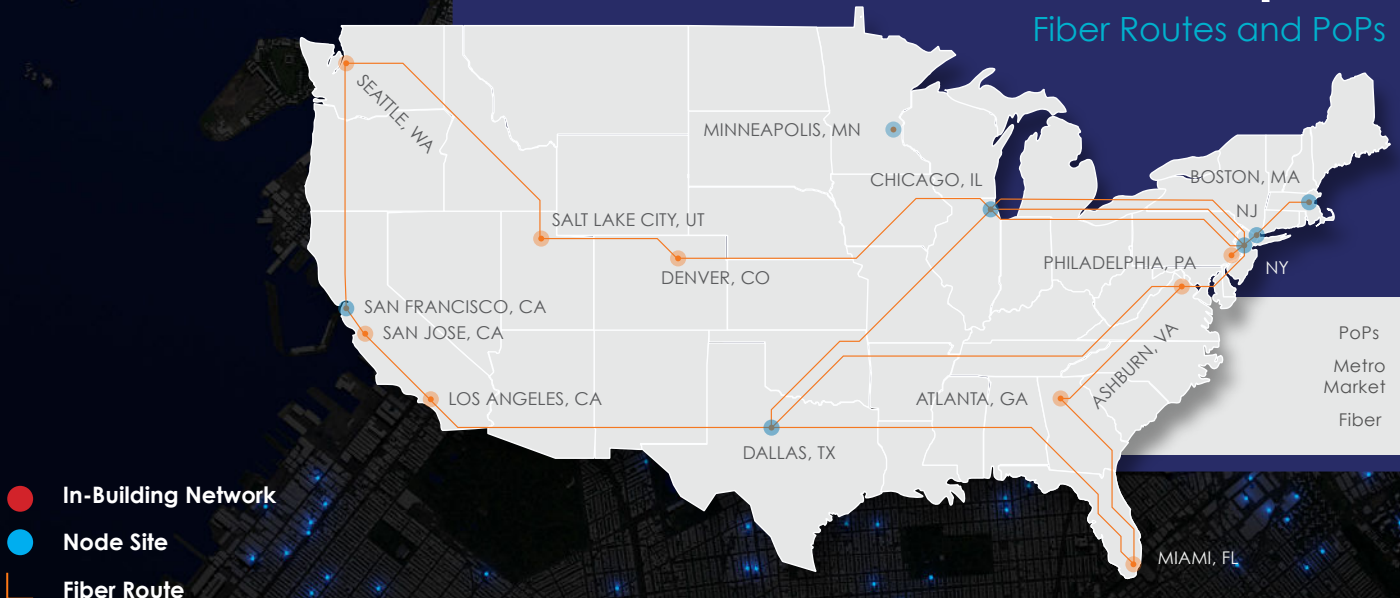 Fiber Routes and PoPs
SEATTLE, WA
MINNEAPOLIS, MN
CHICAGO, IL
BOSTON, MA
SALT LAKE CITY, UT
NJ
DENVER, CO
PHILADELPHIA, PA
NY
SAN FRANCISCO, CA
SAN JOSE, CA
ASHBURN, VA
LOS ANGELES, CA
ATLANTA, GA
DALLAS, TX
MIAMI, FL
PoPs
Metro
Market
Fiber
In-Building Network
Node Site
Fiber Route